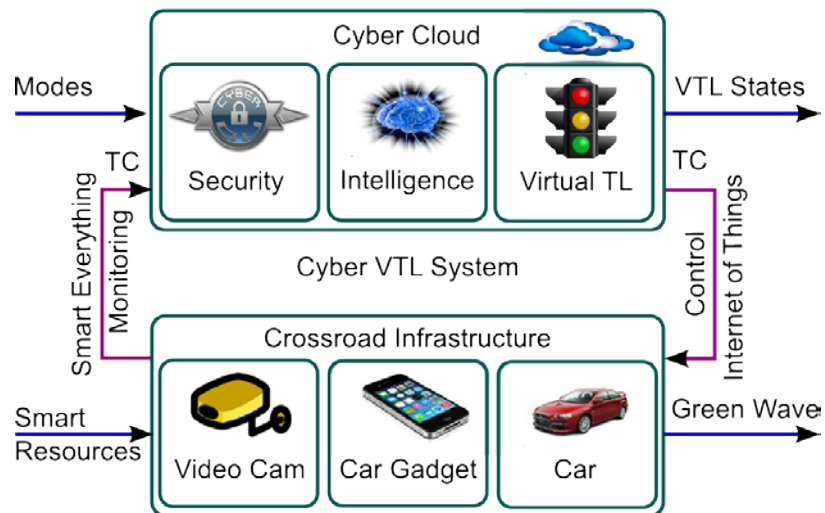 Cyber Cloud
Modes
VTL States
CYBER
TC
TC
Security
Intelligence
Virtual TL
Smart Everything
Monitoring
Cyber VTL System
Control
Internet of Things
Crossroad Infrastructure
Smart
Resources
Green Wave
Video Cam
Car Gadget
Car